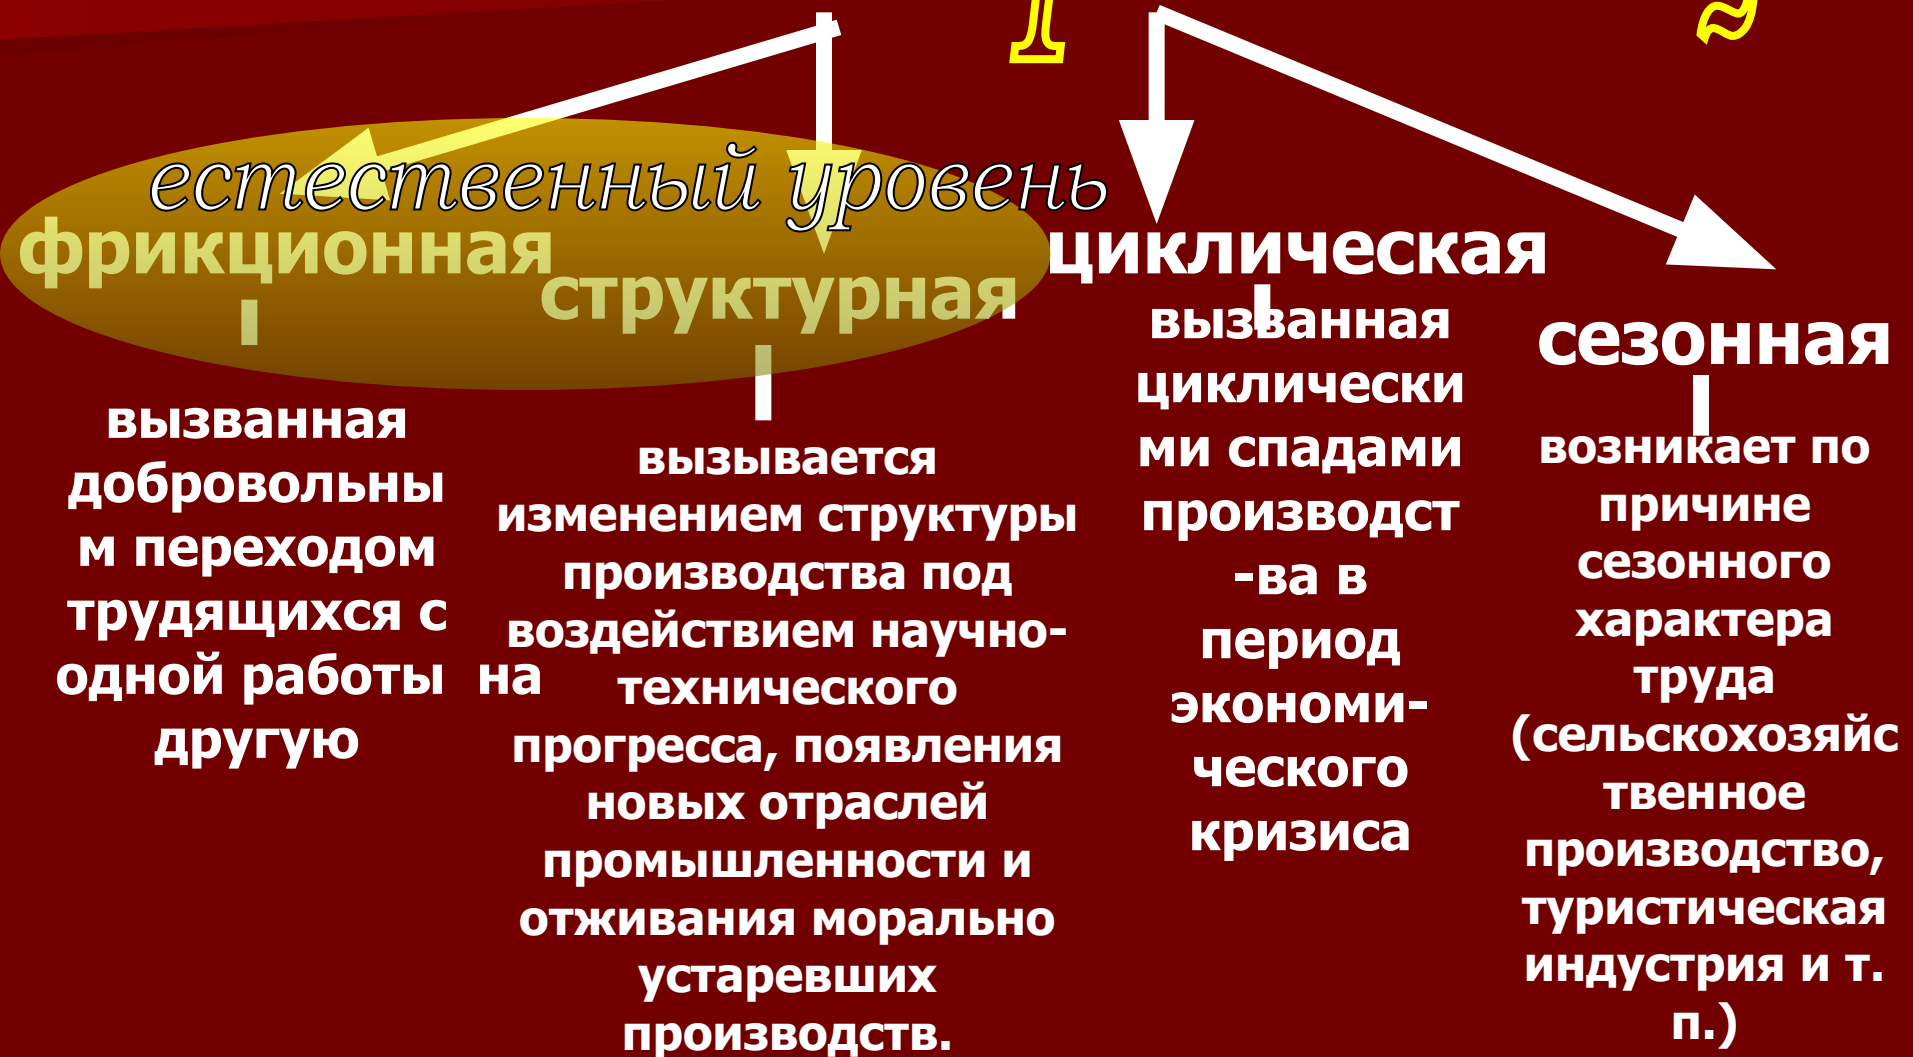 естественный уровень
фрикционная
вызванная
добровольны
м переходом
трудящихся с
одной работы на
другую
структурная
вызывается
изменением структуры
производства под
воздействием научно-
технического
прогресса, появления
новых отраслей
промышленности и
отживания морально
устаревших
производств.
циклическая
вызванная
циклически
ми спадами
производст
-ва в
период
экономи-
ческого
кризиса
сезонная
возникает по
причине
сезонного
характера
труда
(сельскохозяйс
твенное
производство,
туристическая
индустрия и т.
п.)